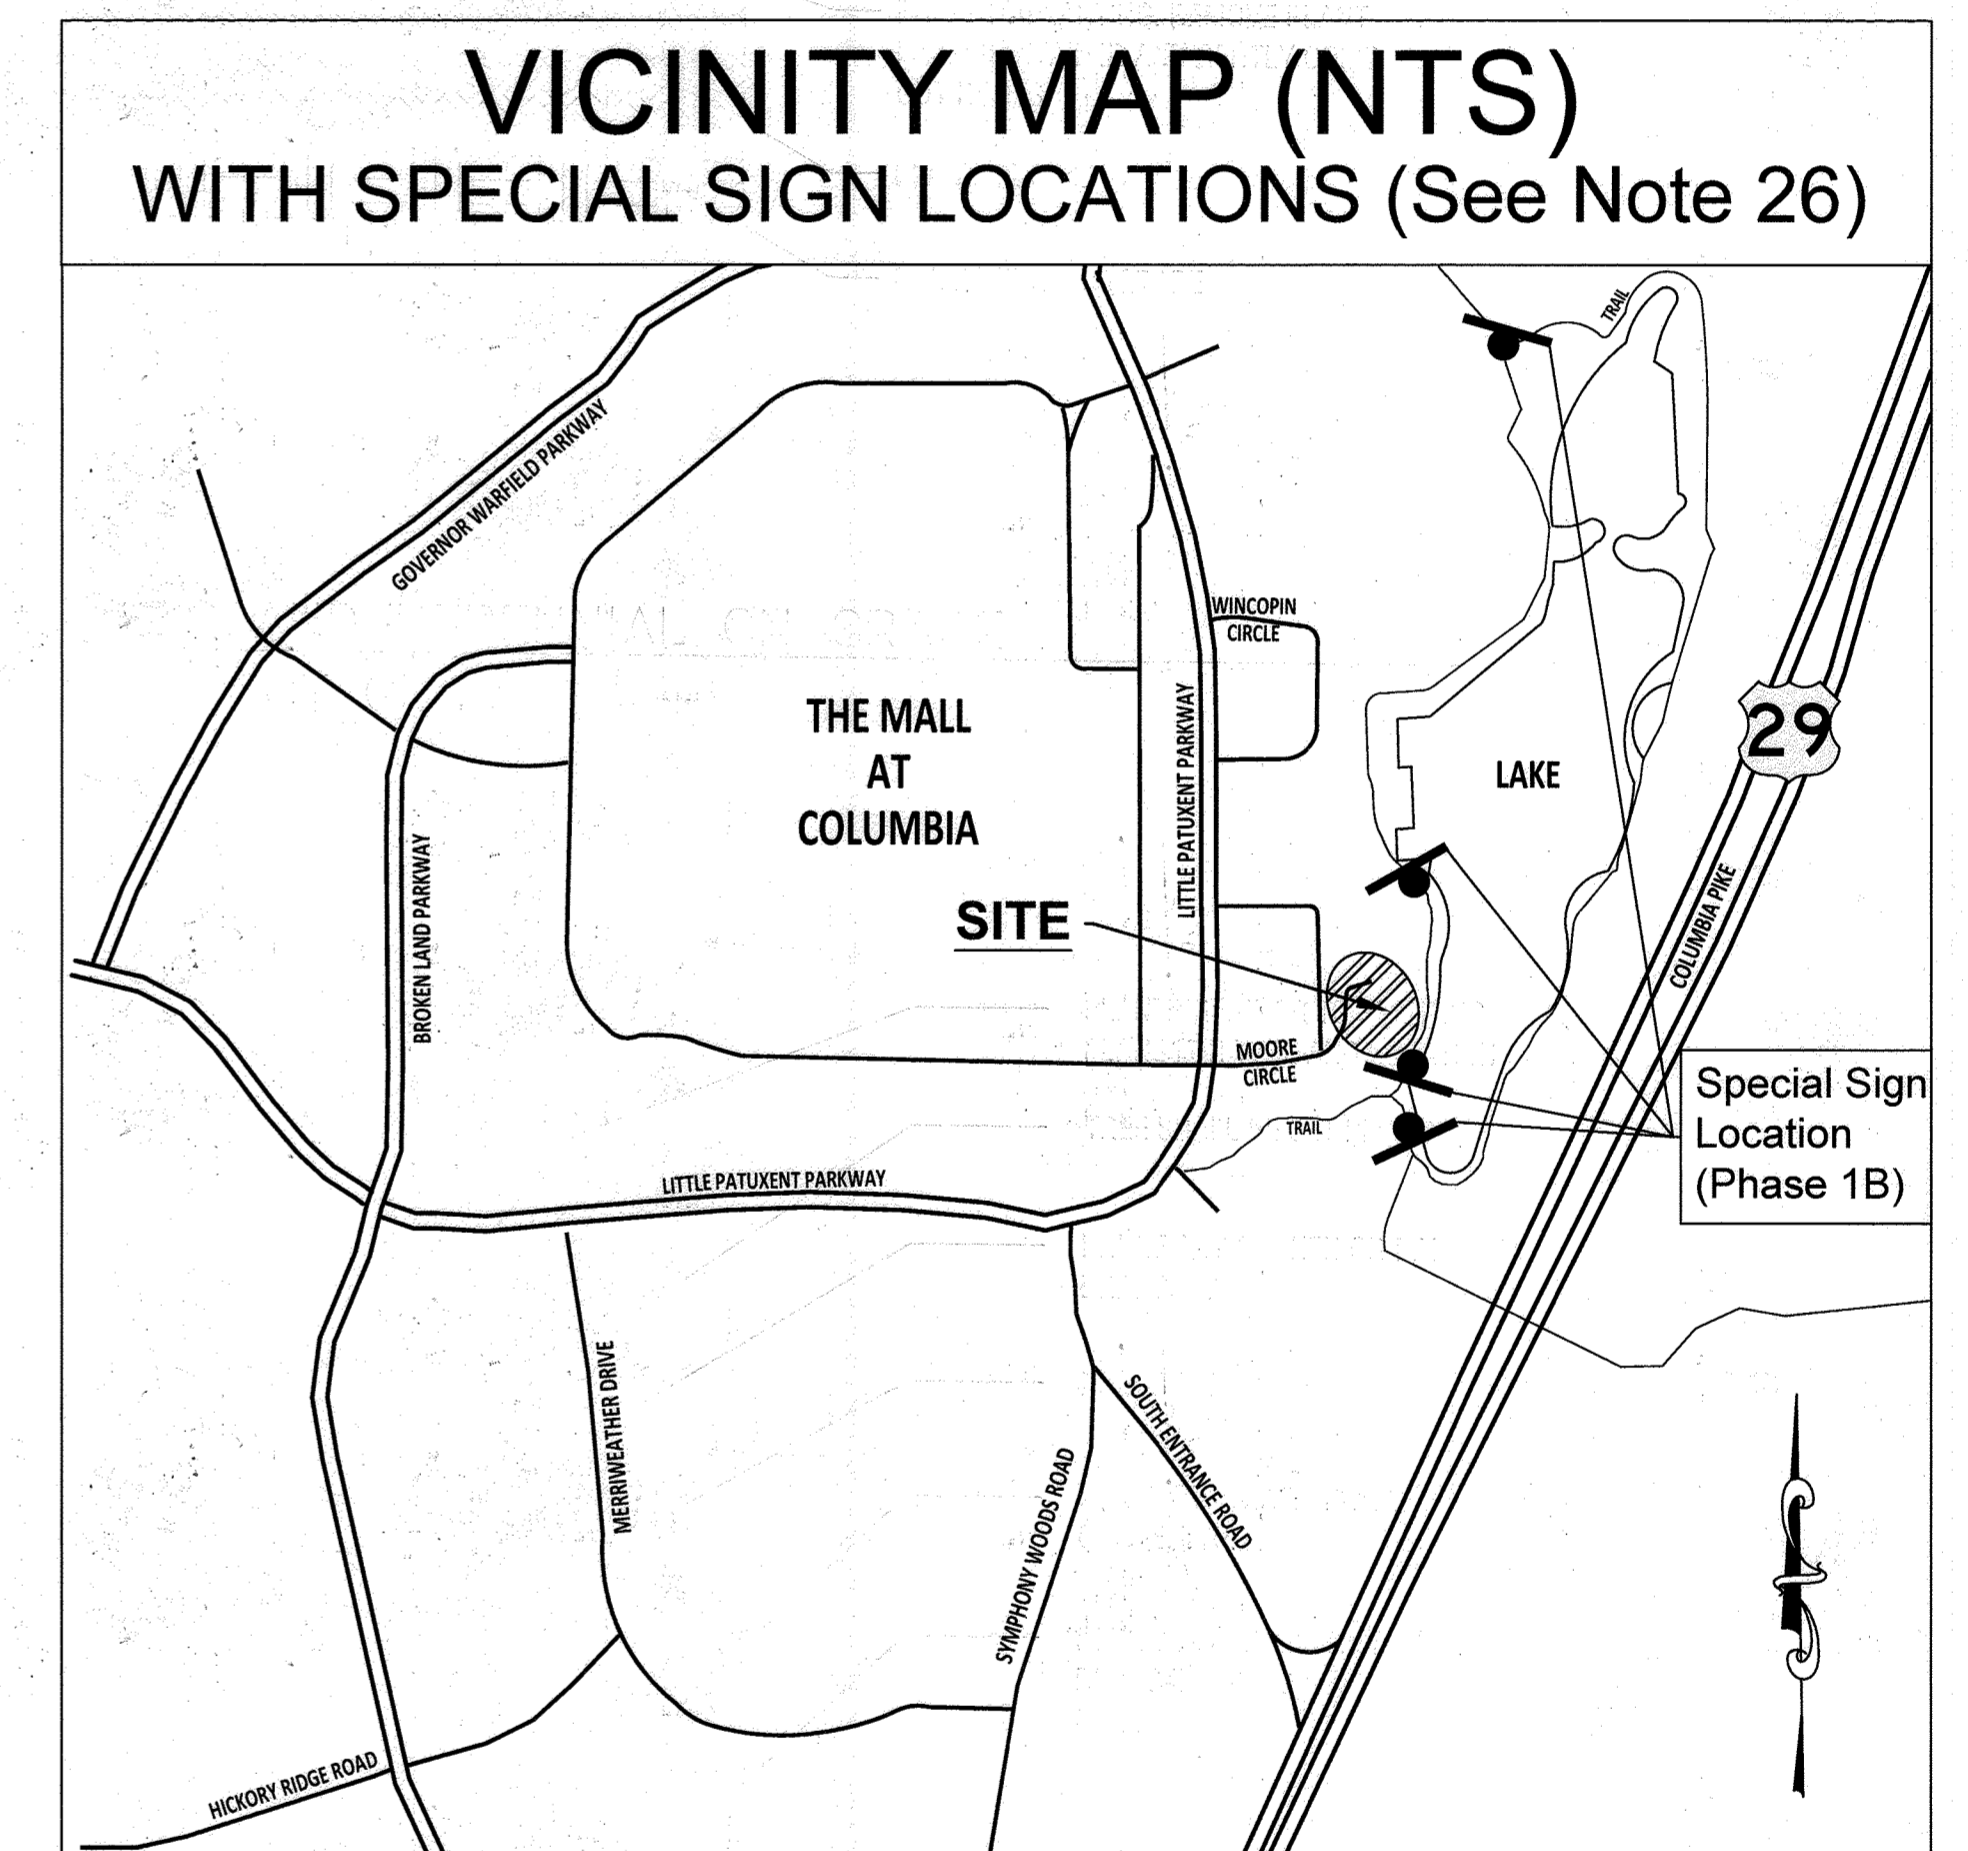 VICINITY MAP (NTS)
WITH SPECIAL SIGN LOCATIONS (See Note 26)
TRAIL
GOVERNOR WARFIELD PARKWAY
WINCOPIN
CIRCLE
THE MALL
AT
COLUMBIA
LITTLE PATUXENT PARKWAY
29
LAKE
BROKEN LAND PARKWAY
SITE
COLUMBIA PIKE
MOORE
CIRCLE
Special Sign
Location
(Phase 1B)
TRAIL
LITTLE PATUXENT PARKWAY
MERRIWEATHER DRIVE
SOUTH ENTRANCE ROAD
SYMPHONY WOODS ROAD
HICKORY RIDGE ROAD